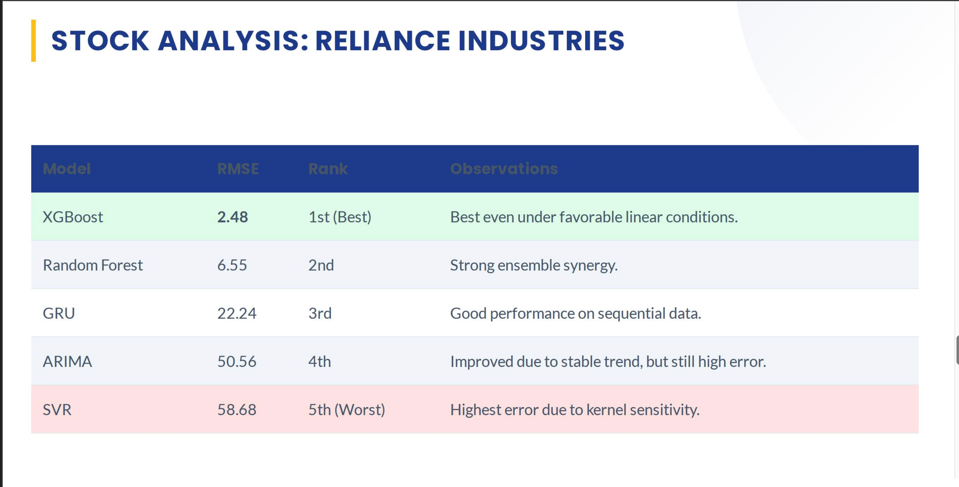 STOCK ANALYSIS: RELIANCE INDUSTRIES
Model RMSE Rank Observations
XGBoost 2.48 1st (Best) Best even under favorable linear conditions.
Random Forest 6.55 2nd Strong ensemble synergy.
GRU 22.24 3rd Good performance on sequential data.
ARIMA 50.56 4th Improved due to stable trend, but still high error.
SVR 58.68 5th (Worst) Highest error due to kernel sensitivity.